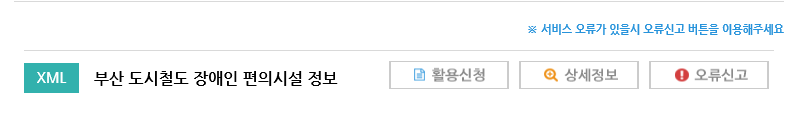 ※ 서비스 오류가 있을시 오류신고 버튼을 이용해주세요
XML 부산 도시철도 장애인 편의시설 정보 활용신청 상세정보 오류신고